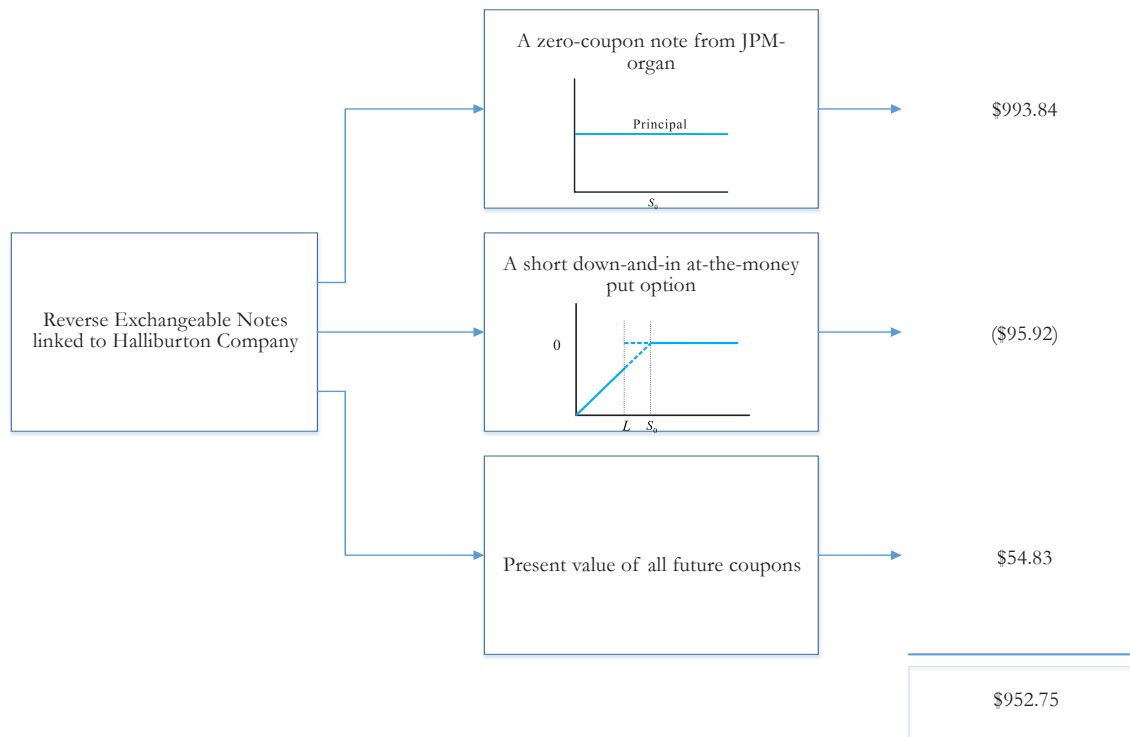 A zero-coupon note from JPM-
organ
Principal
S₀
$993.84
Reverse Exchangeable Notes
linked to Halliburton Company
A short down-and-in at-the-money
put option
0
L S₀
($95.92)
Present value of all future coupons
$54.83
$952.75